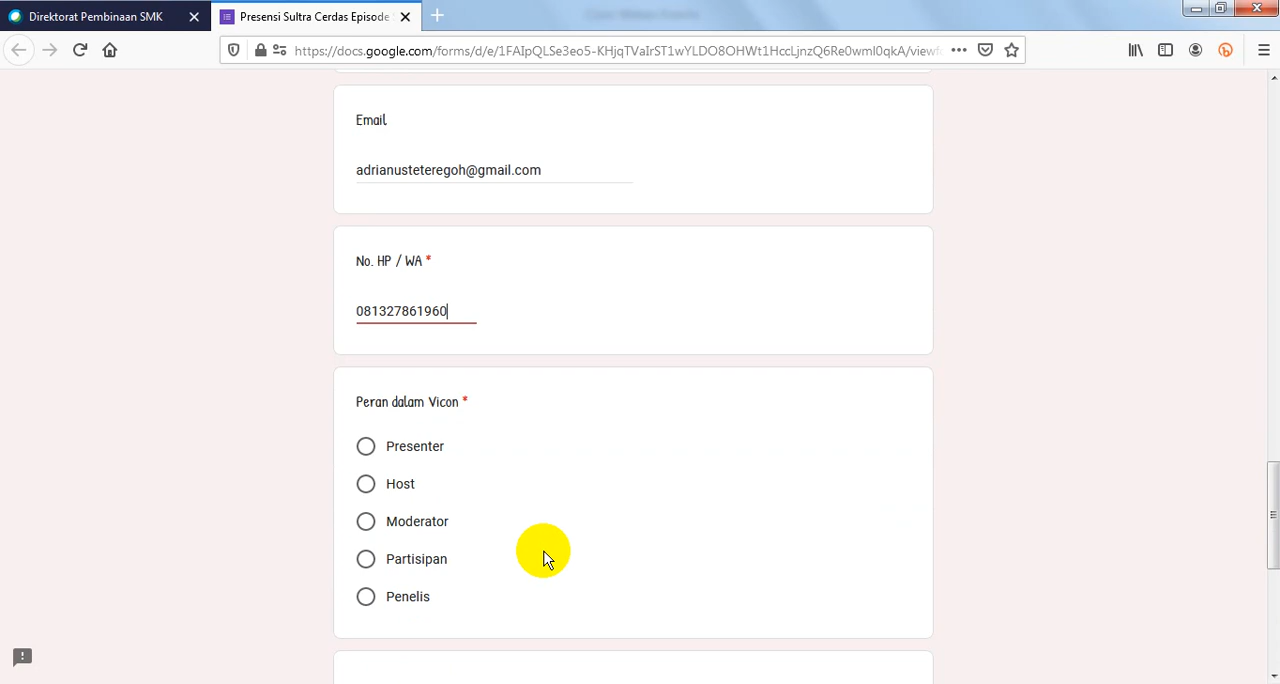 Direktorat Pembinaan SMK
Presensi Sultra Cerdas Episode
https://docs.google.com/forms/d/e/1FAIpQLSe3eo5-KHjqTVaIrST1wYLDO8OHWt1HccLjnzQ6Re0wmI0qkA/viewf
Email
adrianusteteregoh@gmail.com
No. HP / WA *
081327861960
Peran dalam Vicon *
Presenter
Host
Moderator
Partisipan
Penelis